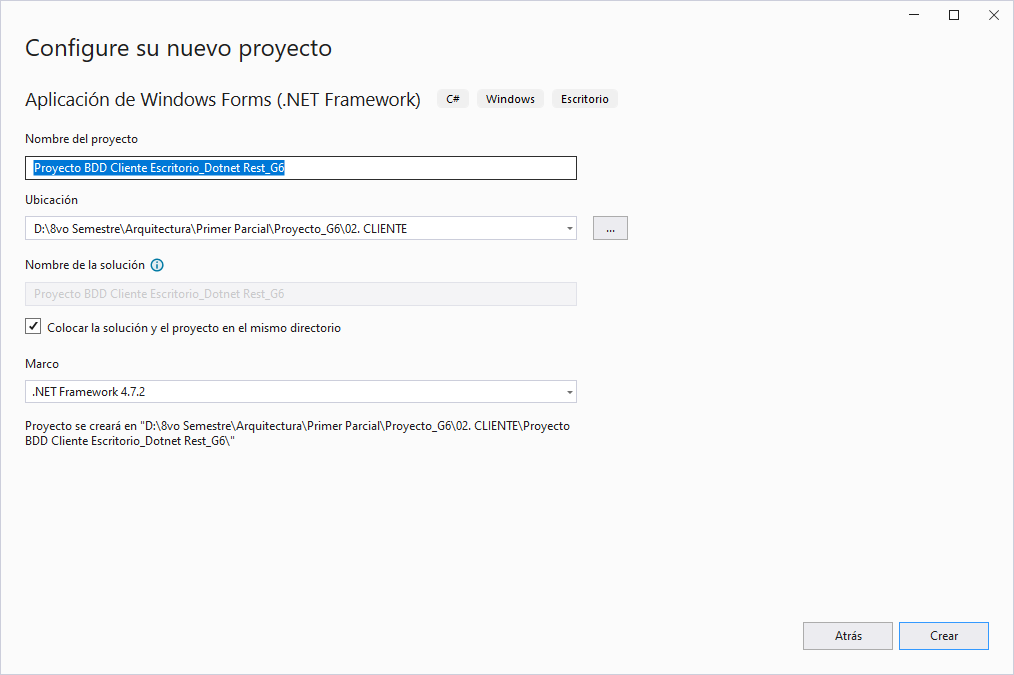 Configure su nuevo proyecto
Aplicación de Windows Forms (.NET Framework) C# Windows Escritorio
Nombre del proyecto
Proyecto BDD Cliente Escritorio_Dotnet Rest_G6
Ubicación
D:\8vo Semestre\Arquitectura\Primer Parcial\Proyecto_G6\02. CLIENTE
...
Nombre de la solución
Proyecto BDD Cliente Escritorio_Dotnet Rest_G6
Colocar la solución y el proyecto en el mismo directorio
Marco
.NET Framework 4.7.2
Proyecto se creará en "D:\8vo Semestre\Arquitectura\Primer Parcial\Proyecto_G6\02. CLIENTE\Proyecto
BDD Cliente Escritorio_Dotnet Rest_G6\"
Atrás Crear